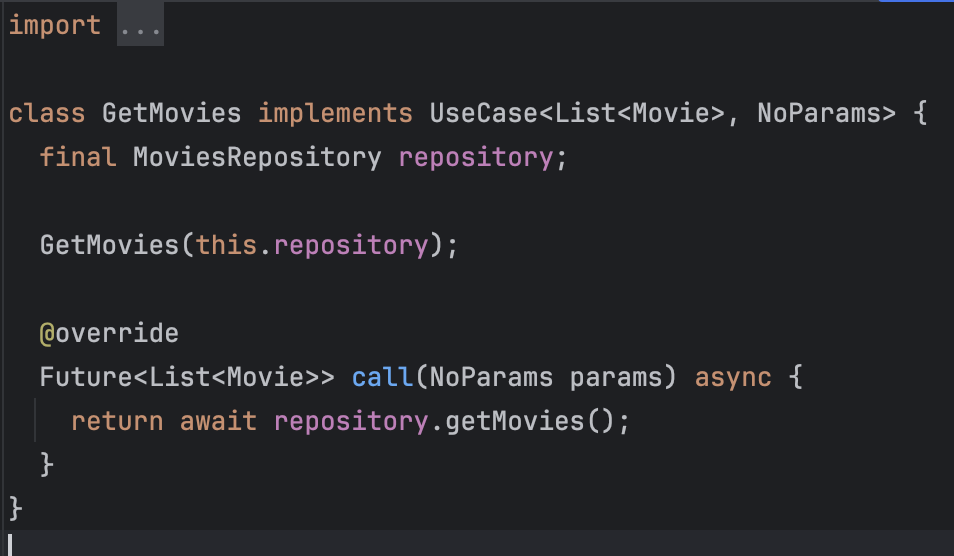 import ...
class GetMovies implements UseCase<List<Movie>, NoParams> {
final MoviesRepository repository;
GetMovies(this.repository);
@override
Future<List<Movie>> call(NoParams params) async {
return await repository.getMovies();
}
}